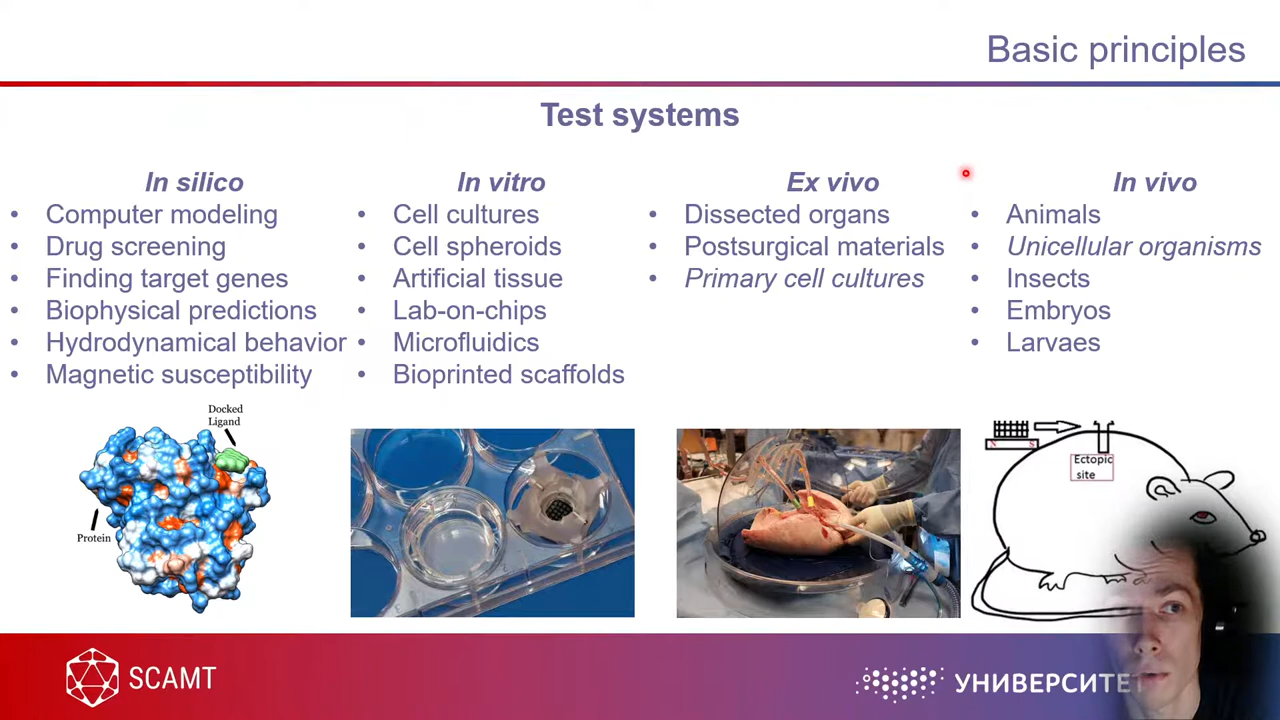 Basic principles
Test systems
In silico
• Computer modeling
• Drug screening
• Finding target genes
• Biophysical predictions
• Hydrodynamical behavior
• Magnetic susceptibility
In vitro
• Cell cultures
• Cell spheroids
• Artificial tissue
• Lab-on-chips
• Microfluidics
• Bioprinted scaffolds
Ex vivo
• Dissected organs
• Postsurgical materials
• Primary cell cultures
In vivo
• Animals
• Unicellular organisms
• Insects
• Embryos
• Larvaes
Docked
Ligand
Protein
N S
Ectopic
site
SCAMT